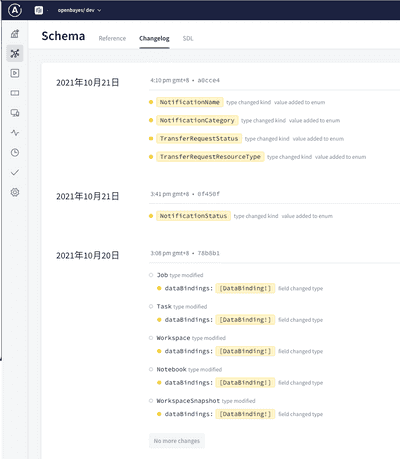 openbayes/ dev
Schema
Reference
Changelog
SDL
2021年10月21日
4:10 pm gmt+8 • a8cce4
NotificationName type changed kind value added to enum
NotificationCategory type changed kind value added to enum
TransferRequestStatus type changed kind value added to enum
TransferRequestResourceType type changed kind value added to enum
2021年10月21日
3:41 pm gmt+8 • 0f456f
NotificationStatus type changed kind value added to enum
2021年10月20日
3:08 pm gmt+8 • 78b6b1
Job type modified
dataBindings: [DataBinding!] field changed type
Task type modified
dataBindings: [DataBinding!] field changed type
Workspace type modified
dataBindings: [DataBinding!] field changed type
Notebook type modified
dataBindings: [DataBinding!] field changed type
WorkspaceSnapshot type modified
dataBindings: [DataBinding!] field changed type
No more changes